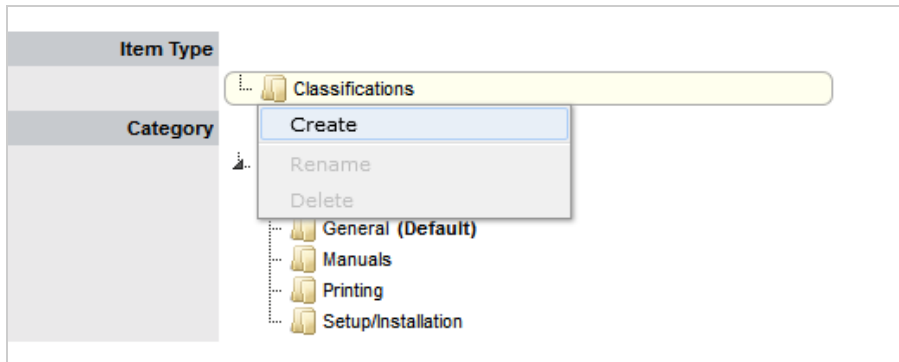 Item Type
Classifications
Category
Create
Rename
Delete
General (Default)
Manuals
Printing
Setup/Installation